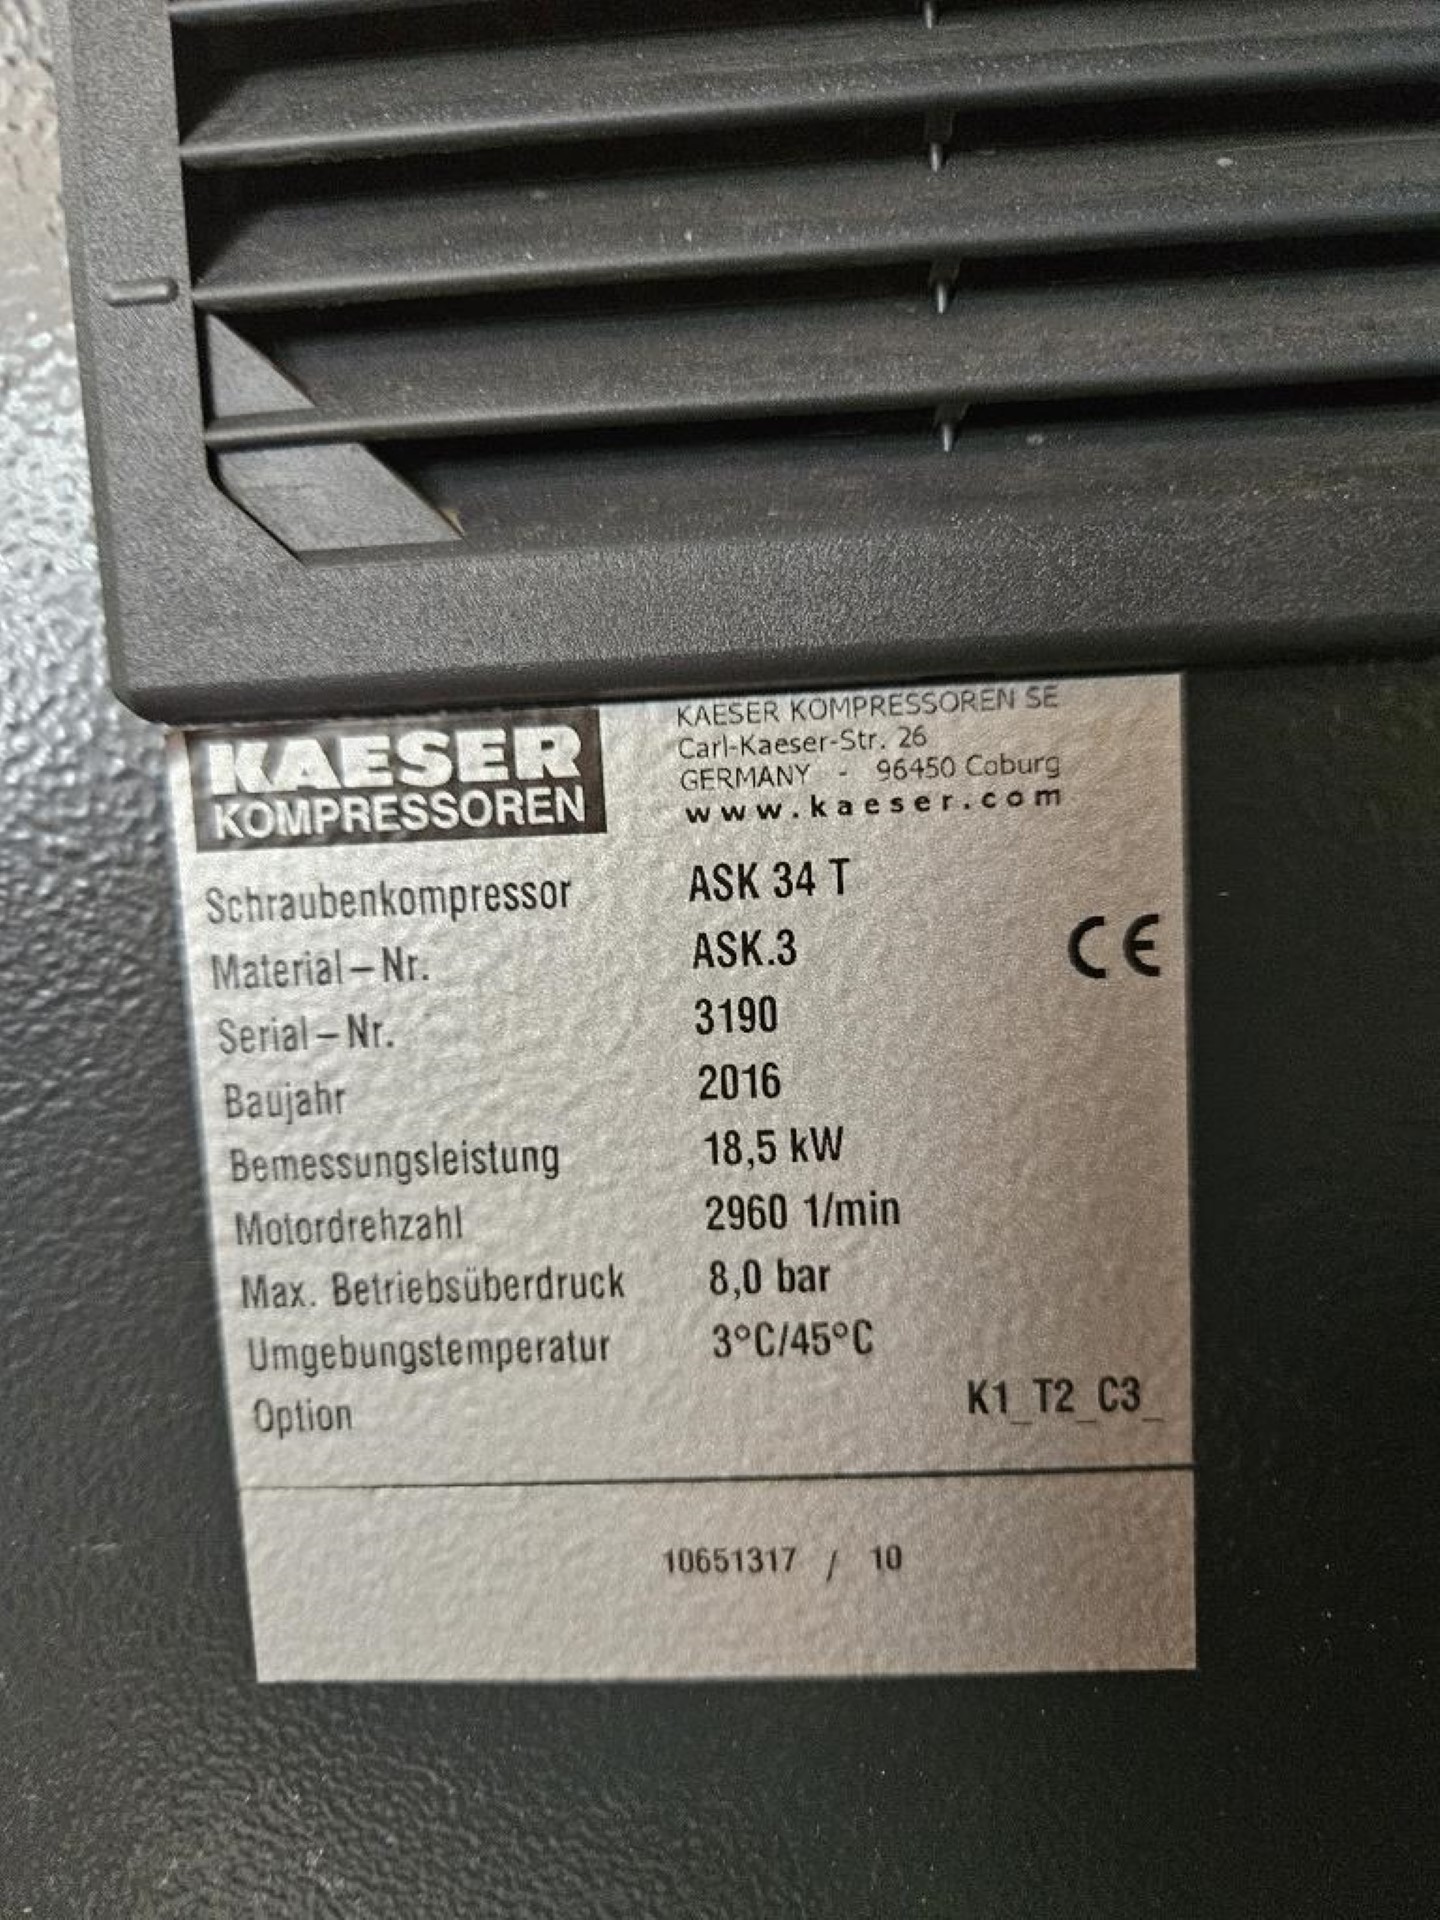 KAESER
KOMPRESSOREN
KAESER KOMPRESSOREN SE
Carl-Kaeser-Str. 26
GERMANY - 96450 Coburg
www.kaeser.com
Schraubenkompressor ASK 34 T
Material-Nr. ASK.3
CE
Serial-Nr. 3190
Baujahr 2016
Bemessungsleistung 18,5 kW
Motordrehzahl 2960 1/min
Max. Betriebsüberdruck 8,0 bar
Umgebungstemperatur 3°C/45°C
Option K1_T2_C3_
10651317 / 10